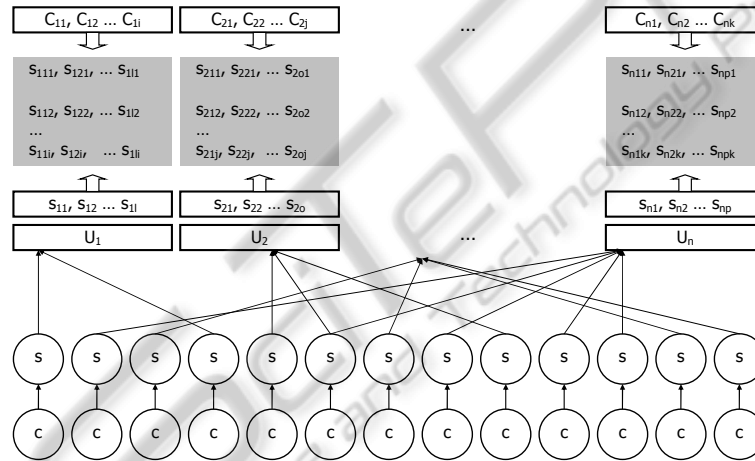 C11, C12 ... C1i C21, C22 ... C2j ... Cn1, Cn2 ... Cnk
s111, s121, ... s1l1 s211, s221, ... s2o1 sn11, sn21, ... snp1
s112, s122, ... s1l2 s212, s222, ... s2o2 sn12, sn22, ... snp2
... ... ...
s11i, s12i, ... s1li s21j, s22j, ... s2oj sn1k, sn2k, ... snpk
s11, s12 ... s1l s21, s22 ... s2o sn1, sn2 ... snp
U1 U2 ... Un
s s s s s s s s s s s s
c c c c c c c c c c c c